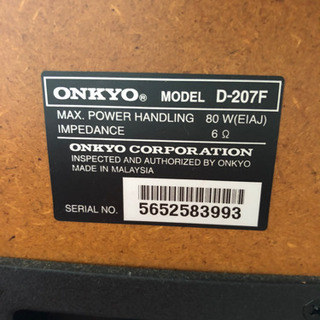 ONKYO® MODEL D-207F
MAX. POWER HANDLING 80 W(EIAJ)
IMPEDANCE 6 Ω
ONKYO CORPORATION
INSPECTED AND AUTHORIZED BY ONKYO
MADE IN MALAYSIA
SERIAL NO. 5652583993